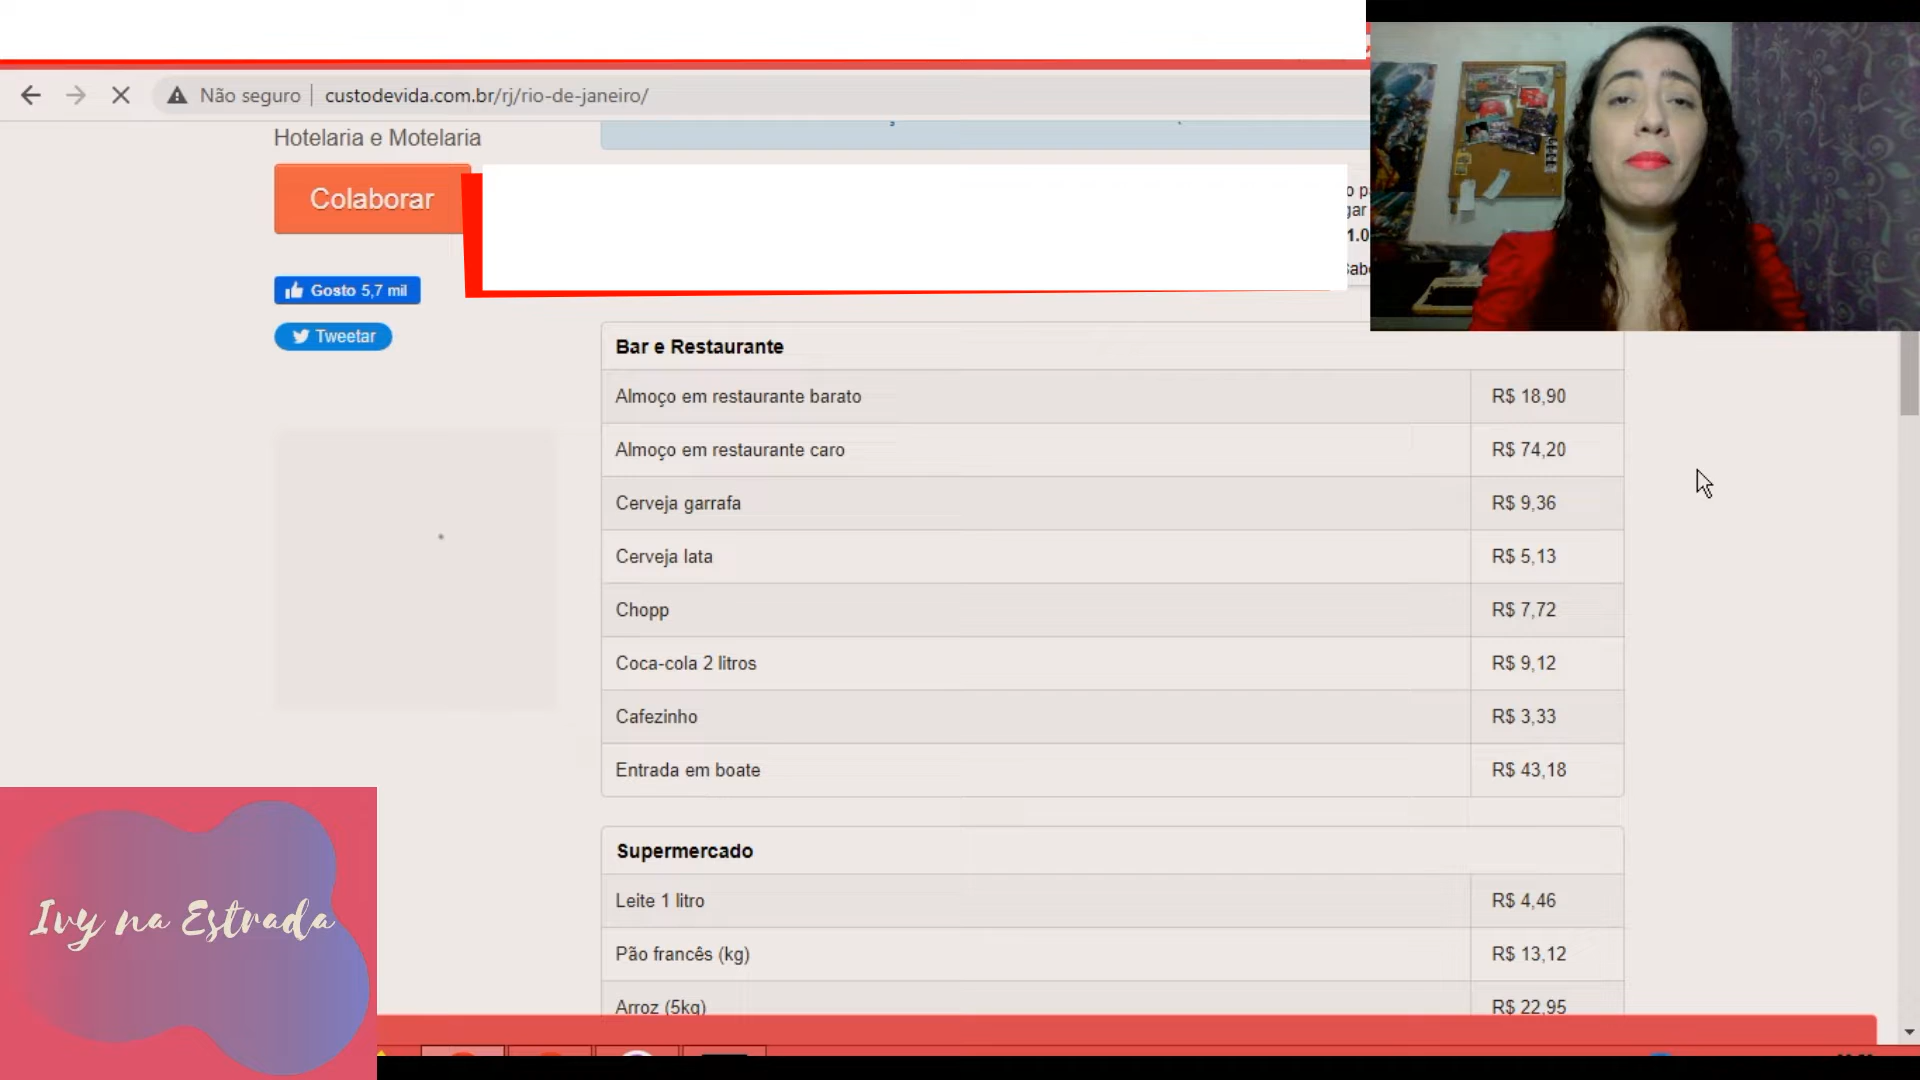 Não seguro
custodevida.com.br/rj/rio-de-janeiro/
Hotelaria e Motelaria
Colaborar
Gosto 5,7 mil
Tweetar
Bar e Restaurante
Almoço em restaurante barato R$ 18,90
Almoço em restaurante caro R$ 74,20
Cerveja garrafa R$ 9,36
Cerveja lata R$ 5,13
Chopp R$ 7,72
Coca-cola 2 litros R$ 9,12
Cafezinho R$ 3,33
Entrada em boate R$ 43,18
Supermercado
Leite 1 litro R$ 4,46
Pão francês (kg) R$ 13,12
Arroz (5kg) R$ 22,95
Ivy na Estrada